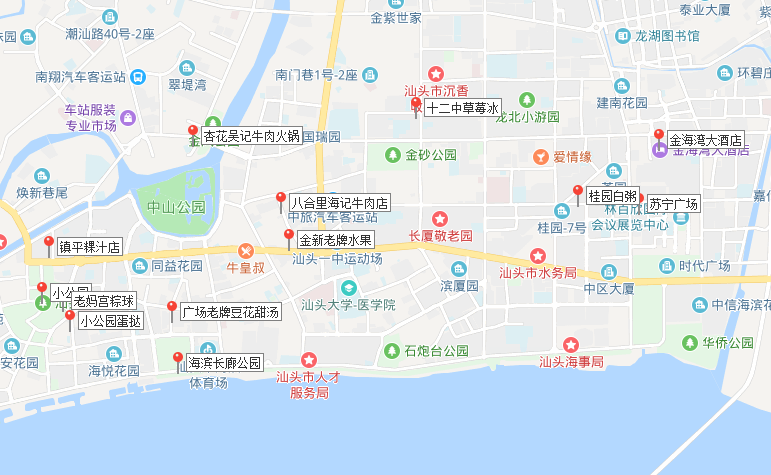 金紫世家
泰业大厦
潮汕路40号-2座
珠园
龙湖图书馆
南翔汽车客运站
南门巷1号-2座
汕头市沉香
环碧庄
翠堤湾
车站服装
专业市场
建南花园
十二中草莓冰
龙北小游园
杏花吴记牛肉火锅
国瑞园
金砂公园
爱情缘
金海湾大酒店
金海湾大酒店
焕新巷尾
中山公园
八合里海记牛肉店
中旅汽车客运站
桂园白粥
苏宁广场
桂园-7号
会议展览中心
长厦敬老园
镇平粿汁店
金新老牌水果
汕头一中运动场
牛皇叔
同益花园
汕头市水务局
时代广场
中区大厦
滨厦园
汕头大学-医学院
小公园
老妈宫粽球
小公园蛋挞
广场老牌豆花甜汤
中信海滨花
华侨公园
安花园
海悦花园
海滨长廊公园
体育场
汕头市人才
服务局
石炮台公园
汕头海事局